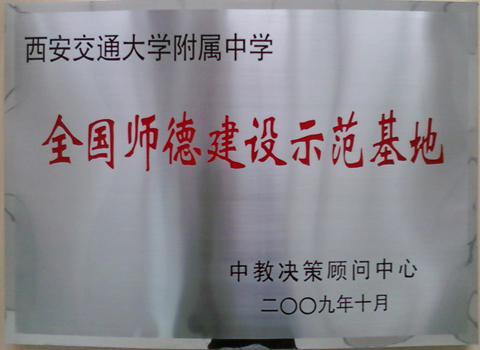 西安交通大学附属中学
全国师德建设示范基地
中教决策顾问中心
二〇〇九年十月